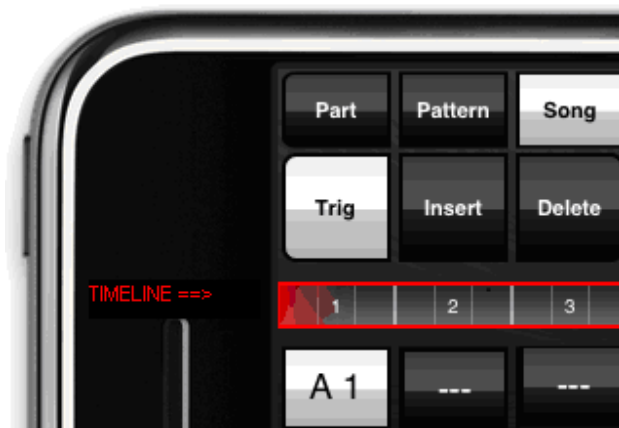 Part Pattern Song
Trig Insert Delete
TIMELINE ==>
1 2 3
A 1 --- ---